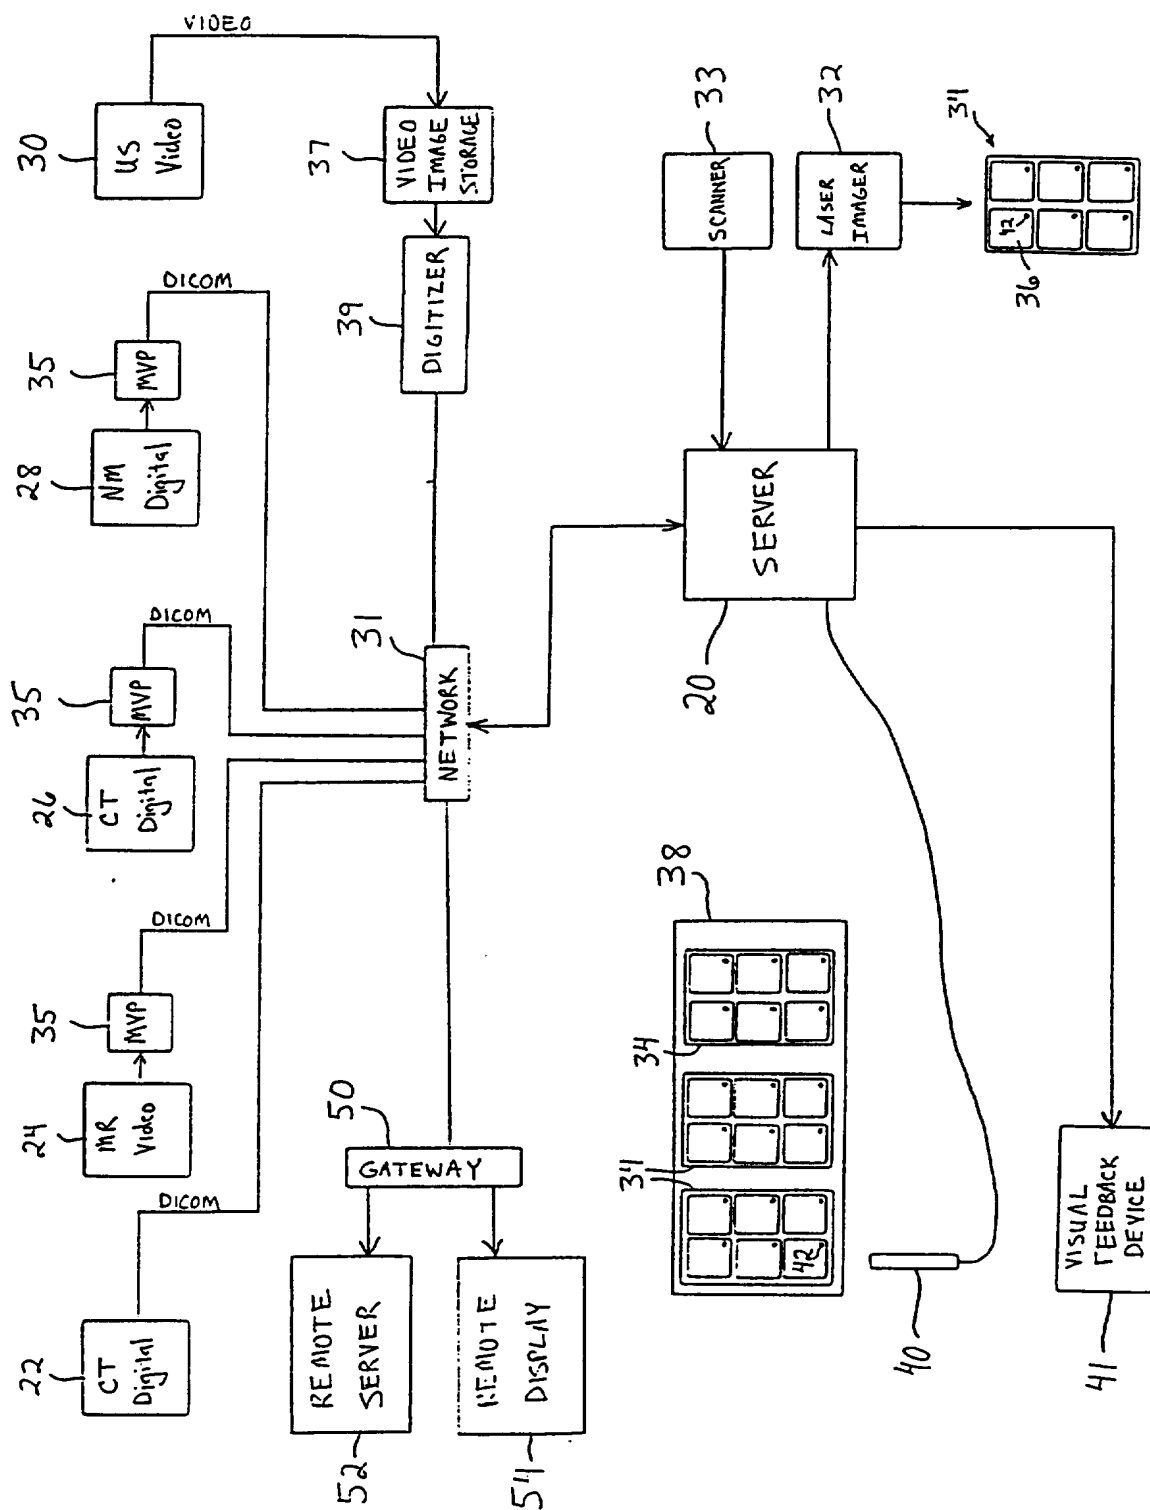 22
CT
Digital
DICOM
24
MR
Video
35
MVP
DICOM
26
CT
Digital
35
MVP
DICOM
28
NM
Digital
35
MVP
DICOM
30
US
Video
VIDEO
37
VIDEO
IMAGE
STORAGE
39
DIGITIZER
31
NETWORK
50
GATEWAY
52
REMOTE
SERVER
54
REMOTE
DISPLAY
38
34
34
42
40
20
SERVER
33
SCANNER
32
LASER
IMAGER
34
42
36
41
VISUAL
FEEDBACK
DEVICE